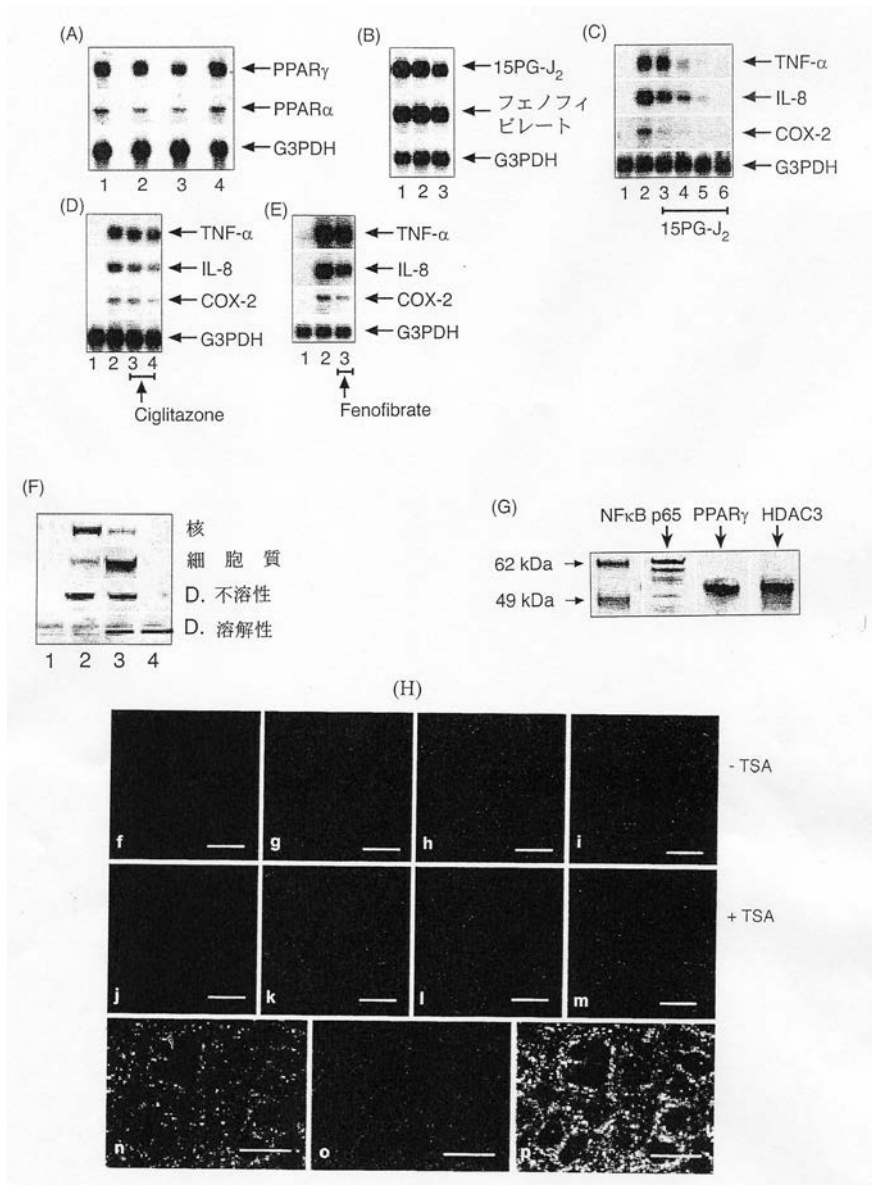 (A)
PPARγ
PPARα
G3PDH
1 2 3 4
(B)
15PG-J2
フェノフィ
ビレート
G3PDH
1 2 3
(C)
TNF-α
IL-8
COX-2
G3PDH
1 2 3 4 5 6
15PG-J2
(D)
TNF-α
IL-8
COX-2
G3PDH
1 2 3 4
Ciglitazone
(E)
TNF-α
IL-8
COX-2
G3PDH
1 2 3
Fenofibrate
(F)
核
細胞質
D. 不溶性
D. 溶解性
1 2 3 4
(G)
NFκB p65 PPARγ HDAC3
62 kDa
49 kDa
(H)
f g h i
- TSA
j k l m
+ TSA
n o p